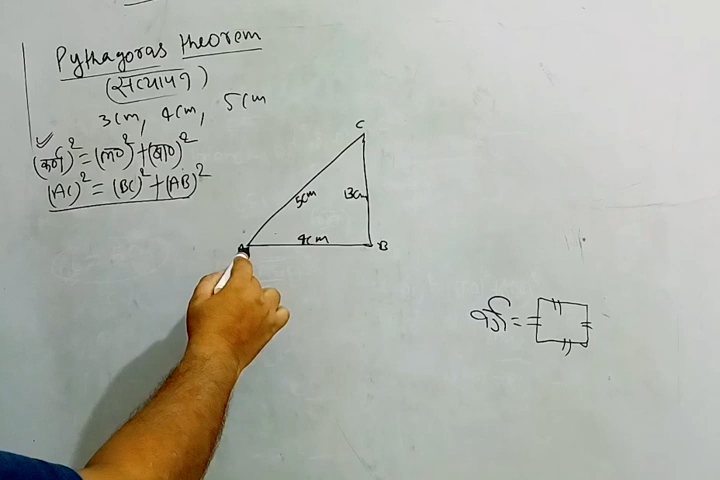 Pythagoras theorem
(सत्यापन)
3cm, 4cm, 5cm
(कर्ण)² = (लम्ब)² + (आ०)²
(AC)² = (BC)² + (AB)²
C
5cm
3cm
4cm
A
B
वर्ग =